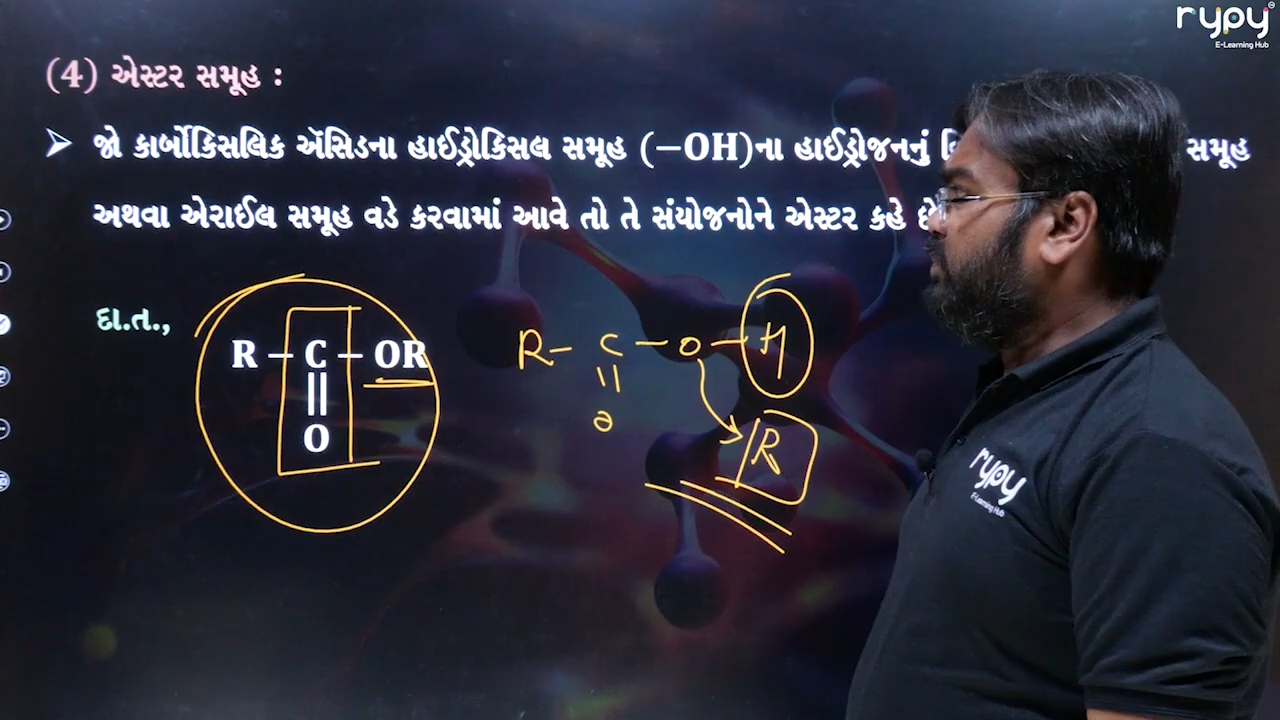 rypy
E-Learning Hub
(4) એસ્ટર સમૂહ :
➢ જો કાર્બોક્સિલિક ઍસિડના હાઈડ્રોક્સિલ સમૂહ (−OH)ના હાઈડ્રોજનનું સમૂહ
અથવા એરાઈલ સમૂહ વડે કરવામાં આવે તો તે સંયોજનોને એસ્ટર કહે
દા.ત.,
R − C − OR
||
O
R − C − O − H
||
O
R
rypy
E-Learning Hub